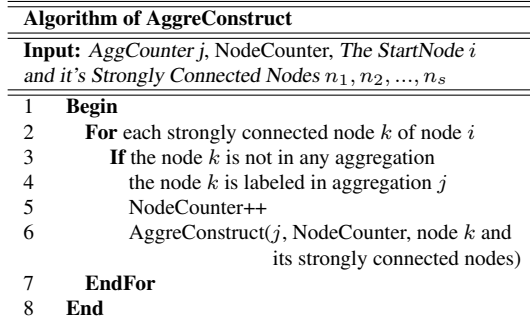 Algorithm of AggreConstruct
Input: AggCounter j, NodeCounter, The StartNode i
and it's Strongly Connected Nodes n₁, n₂, ..., nₛ
1 Begin
2 For each strongly connected node k of node i
3 If the node k is not in any aggregation
4 the node k is labeled in aggregation j
5 NodeCounter++
6 AggreConstruct(j, NodeCounter, node k and
its strongly connected nodes)
7 EndFor
8 End